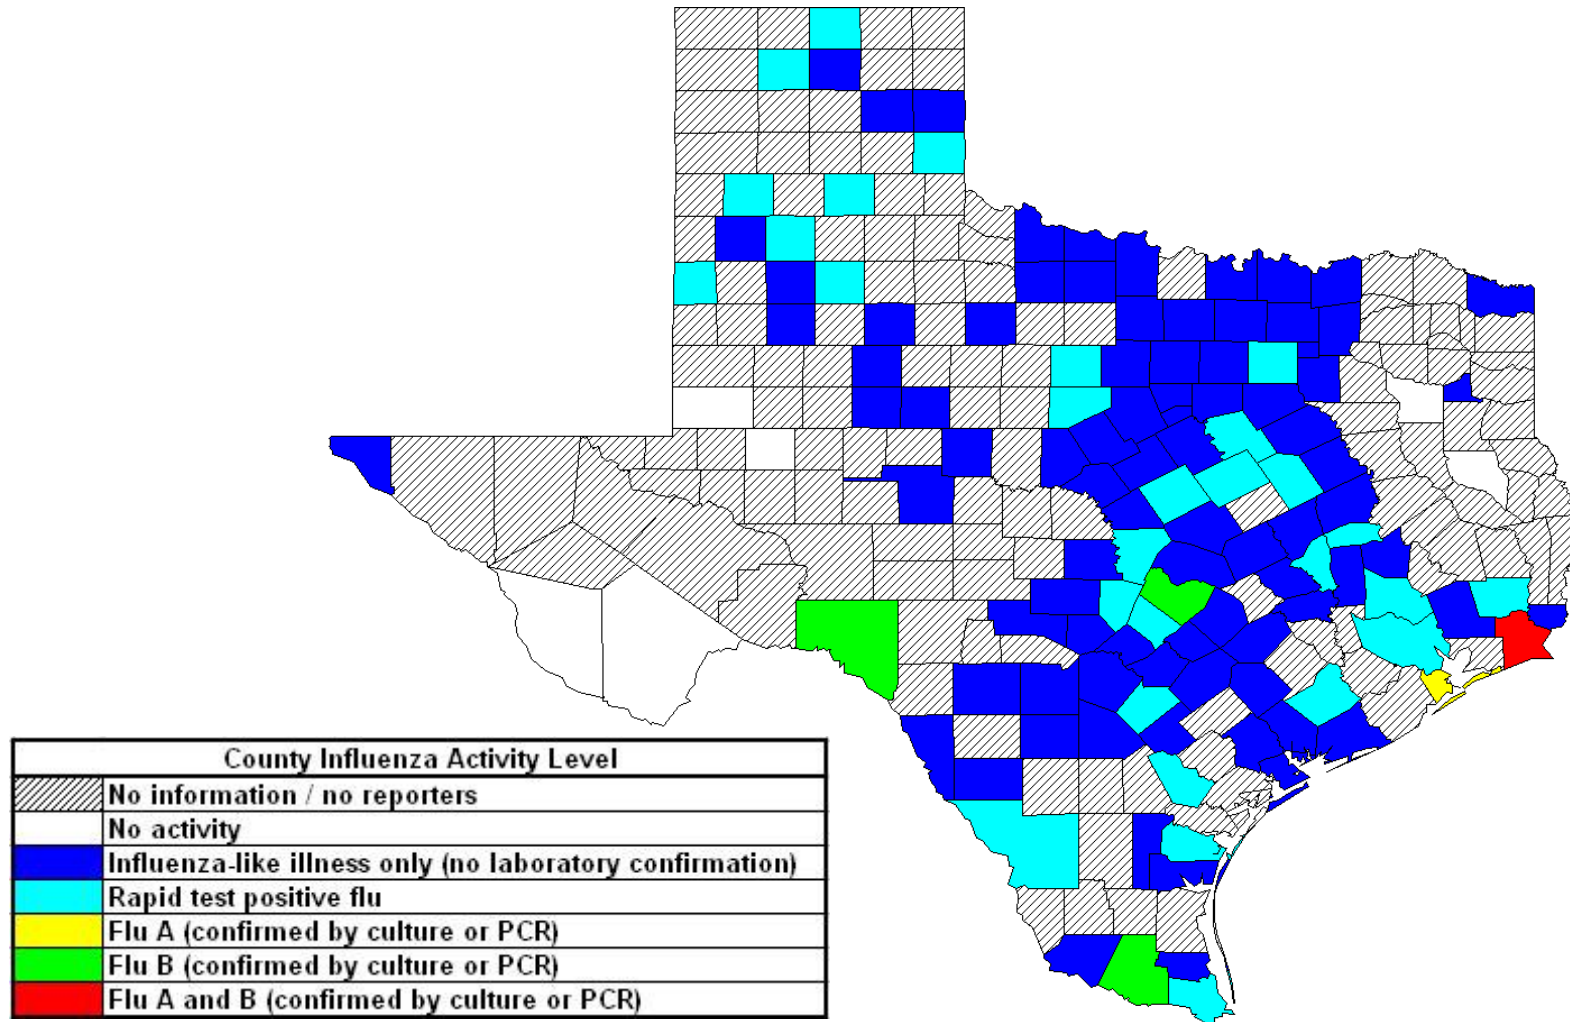 County Influenza Activity Level
No information / no reporters
No activity
Influenza-like illness only (no laboratory confirmation)
Rapid test positive flu
Flu A (confirmed by culture or PCR)
Flu B (confirmed by culture or PCR)
Flu A and B (confirmed by culture or PCR)